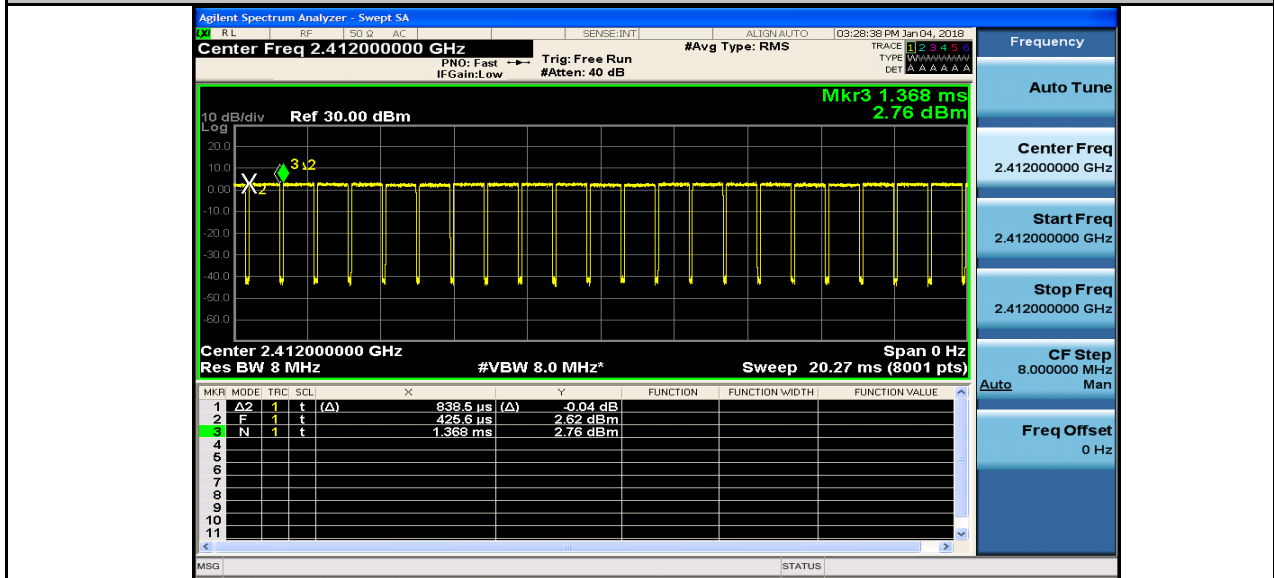 Agilent Spectrum Analyzer - Swept SA
LXI RL RF 50 Ω AC SENSE:INT ALIGN AUTO 03:28:38 PM Jan 04, 2018
Center Freq 2.412000000 GHz #Avg Type: RMS TRACE 1 2 3 4 5 6
PNO: Fast Trig: Free Run TYPE WWWWWW
IFGain:Low #Atten: 40 dB DET A A A A A A
Mkr3 1.368 ms
2.76 dBm
10 dB/div Ref 30.00 dBm
Log
20.0
10.0
0.00
-10.0
-20.0
-30.0
-40.0
-50.0
-60.0
X2
3 2
Center 2.412000000 GHz Span 0 Hz
Res BW 8 MHz #VBW 8.0 MHz* Sweep 20.27 ms (8001 pts)
MKR MODE TRC SCL X Y FUNCTION FUNCTION WIDTH FUNCTION VALUE
1 Δ2 1 t (Δ) 838.5 µs (Δ) -0.04 dB
2 F 1 t 425.6 µs 2.62 dBm
3 N 1 t 1.368 ms 2.76 dBm
4
5
6
7
8
9
10
11
MSG STATUS
Frequency
Auto Tune
Center Freq
2.412000000 GHz
Start Freq
2.412000000 GHz
Stop Freq
2.412000000 GHz
CF Step
8.000000 MHz
Auto Man
Freq Offset
0 Hz